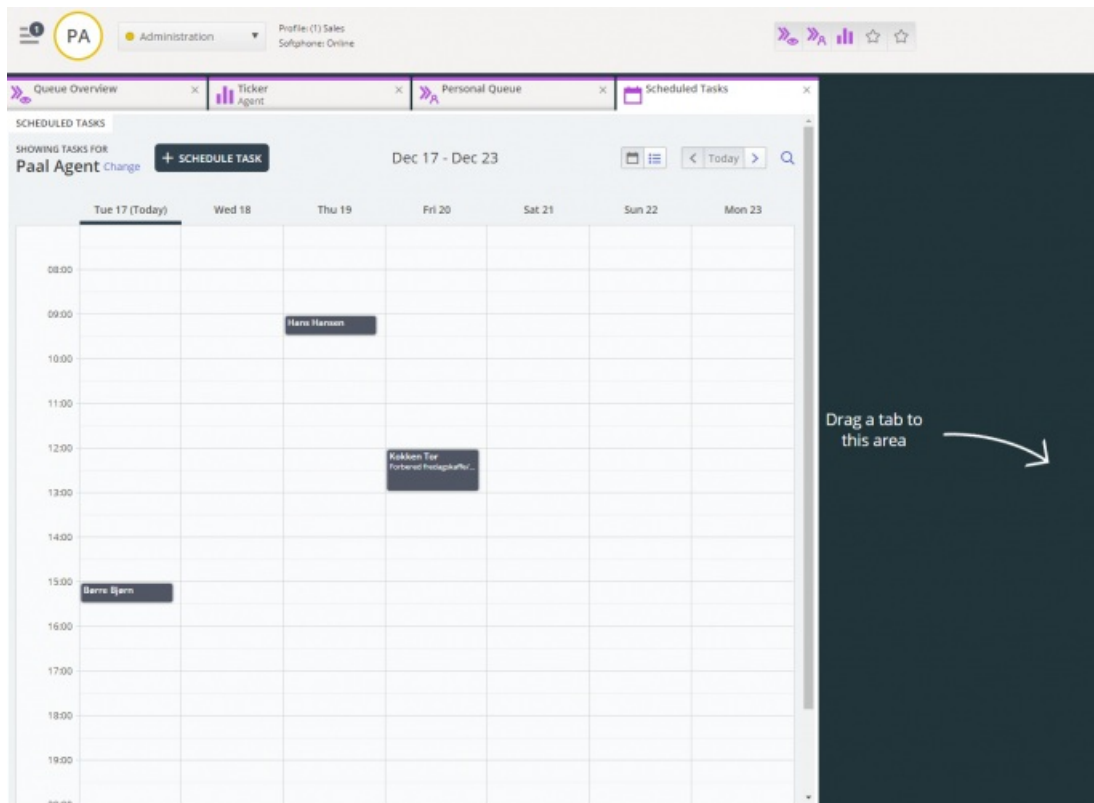 1
PA
Administration
Profile: (1) Sales
Softphone: Online
Queue Overview
Ticker
Agent
Personal Queue
Scheduled Tasks
SCHEDULED TASKS
SHOWING TASKS FOR
Paal Agent Change
+ SCHEDULE TASK
Dec 17 - Dec 23
Today
Tue 17 (Today) Wed 18 Thu 19 Fri 20 Sat 21 Sun 22 Mon 23
08:00
09:00
Hans Hansen
10:00
11:00
12:00
Kokken Tor
Forbered fredagskaffe/...
13:00
14:00
15:00
Børre Bjørn
16:00
17:00
18:00
19:00
Drag a tab to
this area